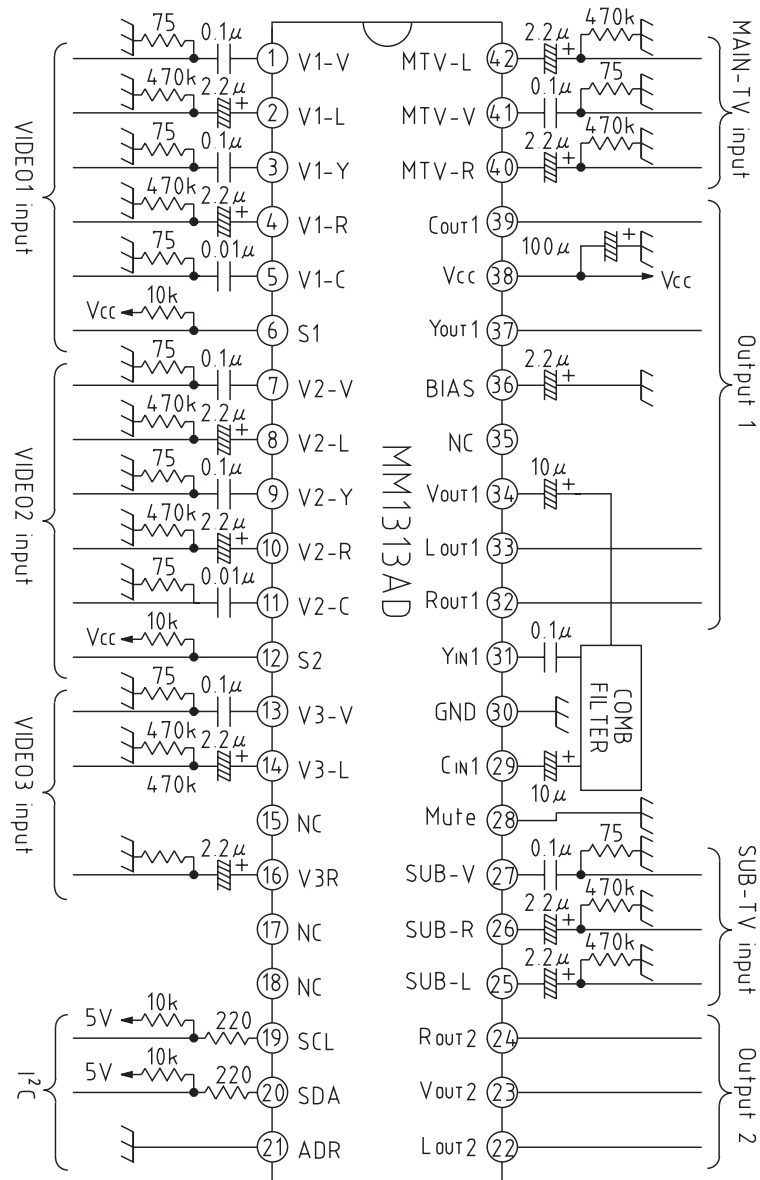 VIDEO1 input
75
0.1μ
1
V1-V
470k
2.2μ
+
2
V1-L
75
0.1μ
3
V1-Y
470k
2.2μ
+
4
V1-R
75
0.01μ
5
V1-C
Vcc
10k
6
S1
VIDEO2 input
75
0.1μ
7
V2-V
470k
2.2μ
+
8
V2-L
75
0.1μ
9
V2-Y
470k
2.2μ
+
10
V2-R
75
0.01μ
11
V2-C
Vcc
10k
12
S2
VIDEO3 input
75
0.1μ
13
V3-V
470k
2.2μ
+
14
V3-L
470k
15
NC
2.2μ
+
16
V3R
17
NC
18
NC
I²C
5V
10k
220
19
SCL
5V
10k
220
20
SDA
21
ADR
MM1313AD
MAIN-TV input
MTV-L
42
2.2μ
+
470k
MTV-V
41
0.1μ
75
MTV-R
40
2.2μ
+
470k
Output 1
COUT1
39
100μ
+
Vcc
38
Vcc
YOUT1
37
BIAS
36
2.2μ
+
NC
35
VOUT1
34
10μ
+
LOUT1
33
ROUT1
32
YIN1
31
0.1μ
COMB
FILTER
GND
30
CIN1
29
+
10μ
Mute
28
SUB-TV input
SUB-V
27
0.1μ
75
SUB-R
26
2.2μ
+
470k
SUB-L
25
2.2μ
+
470k
Output 2
ROUT2
24
VOUT2
23
LOUT2
22